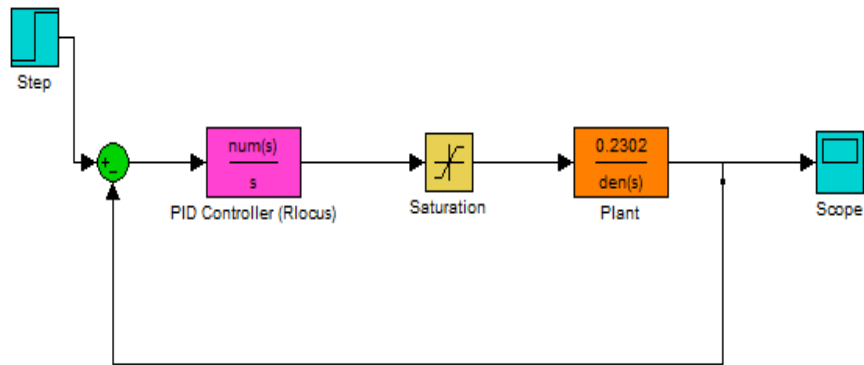 Step
+
−
num(s)
s
PID Controller (Rlocus)
Saturation
0.2302
den(s)
Plant
Scope